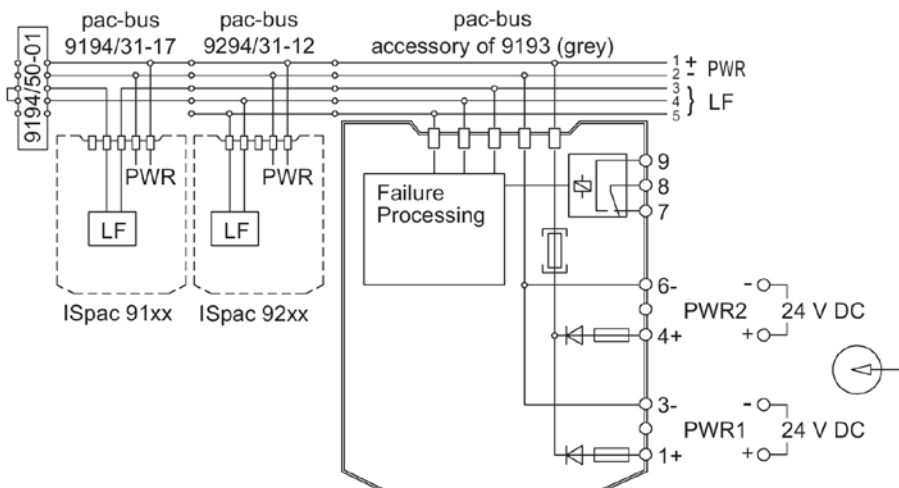 pac-bus
9194/31-17
pac-bus
9294/31-12
pac-bus
accessory of 9193 (grey)
9194/50-01
1 +
2 -
PWR
3
4
5
} LF
PWR
LF
ISpac 91xx
PWR
LF
ISpac 92xx
Failure
Processing
9
8
7
6-
4+
3-
1+
PWR2
-
+
24 V DC
PWR1
-
+
24 V DC